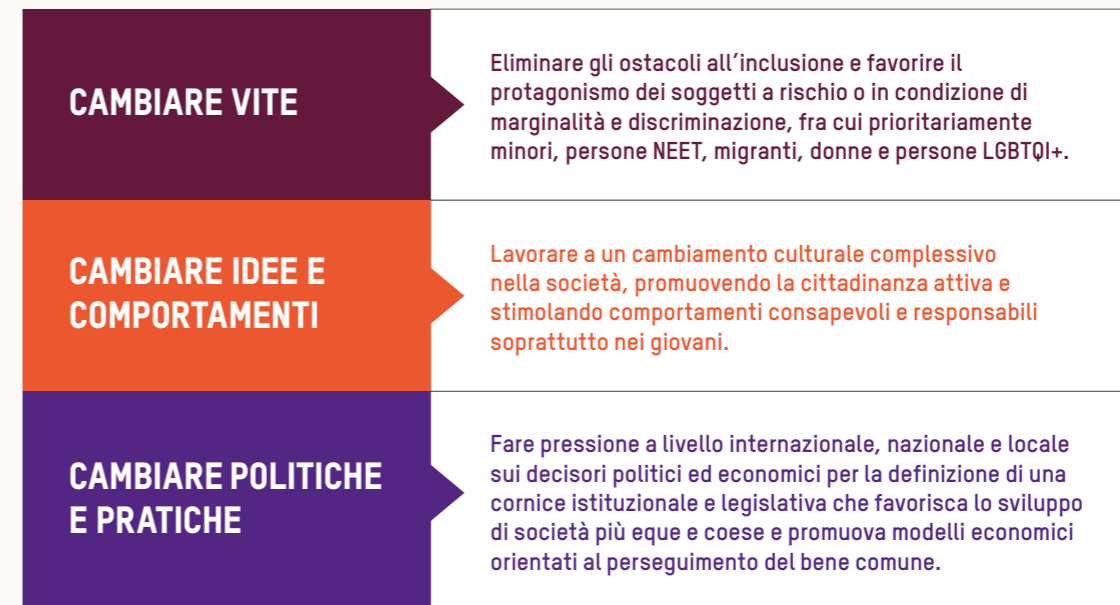 CAMBIARE VITE
Eliminare gli ostacoli all’inclusione e favorire il
protagonismo dei soggetti a rischio o in condizione di
marginalità e discriminazione, fra cui prioritariamente
minori, persone NEET, migranti, donne e persone LGBTQI+.
CAMBIARE IDEE E
COMPORTAMENTI
Lavorare a un cambiamento culturale complessivo
nella società, promuovendo la cittadinanza attiva e
stimolando comportamenti consapevoli e responsabili
soprattutto nei giovani.
CAMBIARE POLITICHE
E PRATICHE
Fare pressione a livello internazionale, nazionale e locale
sui decisori politici ed economici per la definizione di una
cornice istituzionale e legislativa che favorisca lo sviluppo
di società più eque e coese e promuova modelli economici
orientati al perseguimento del bene comune.